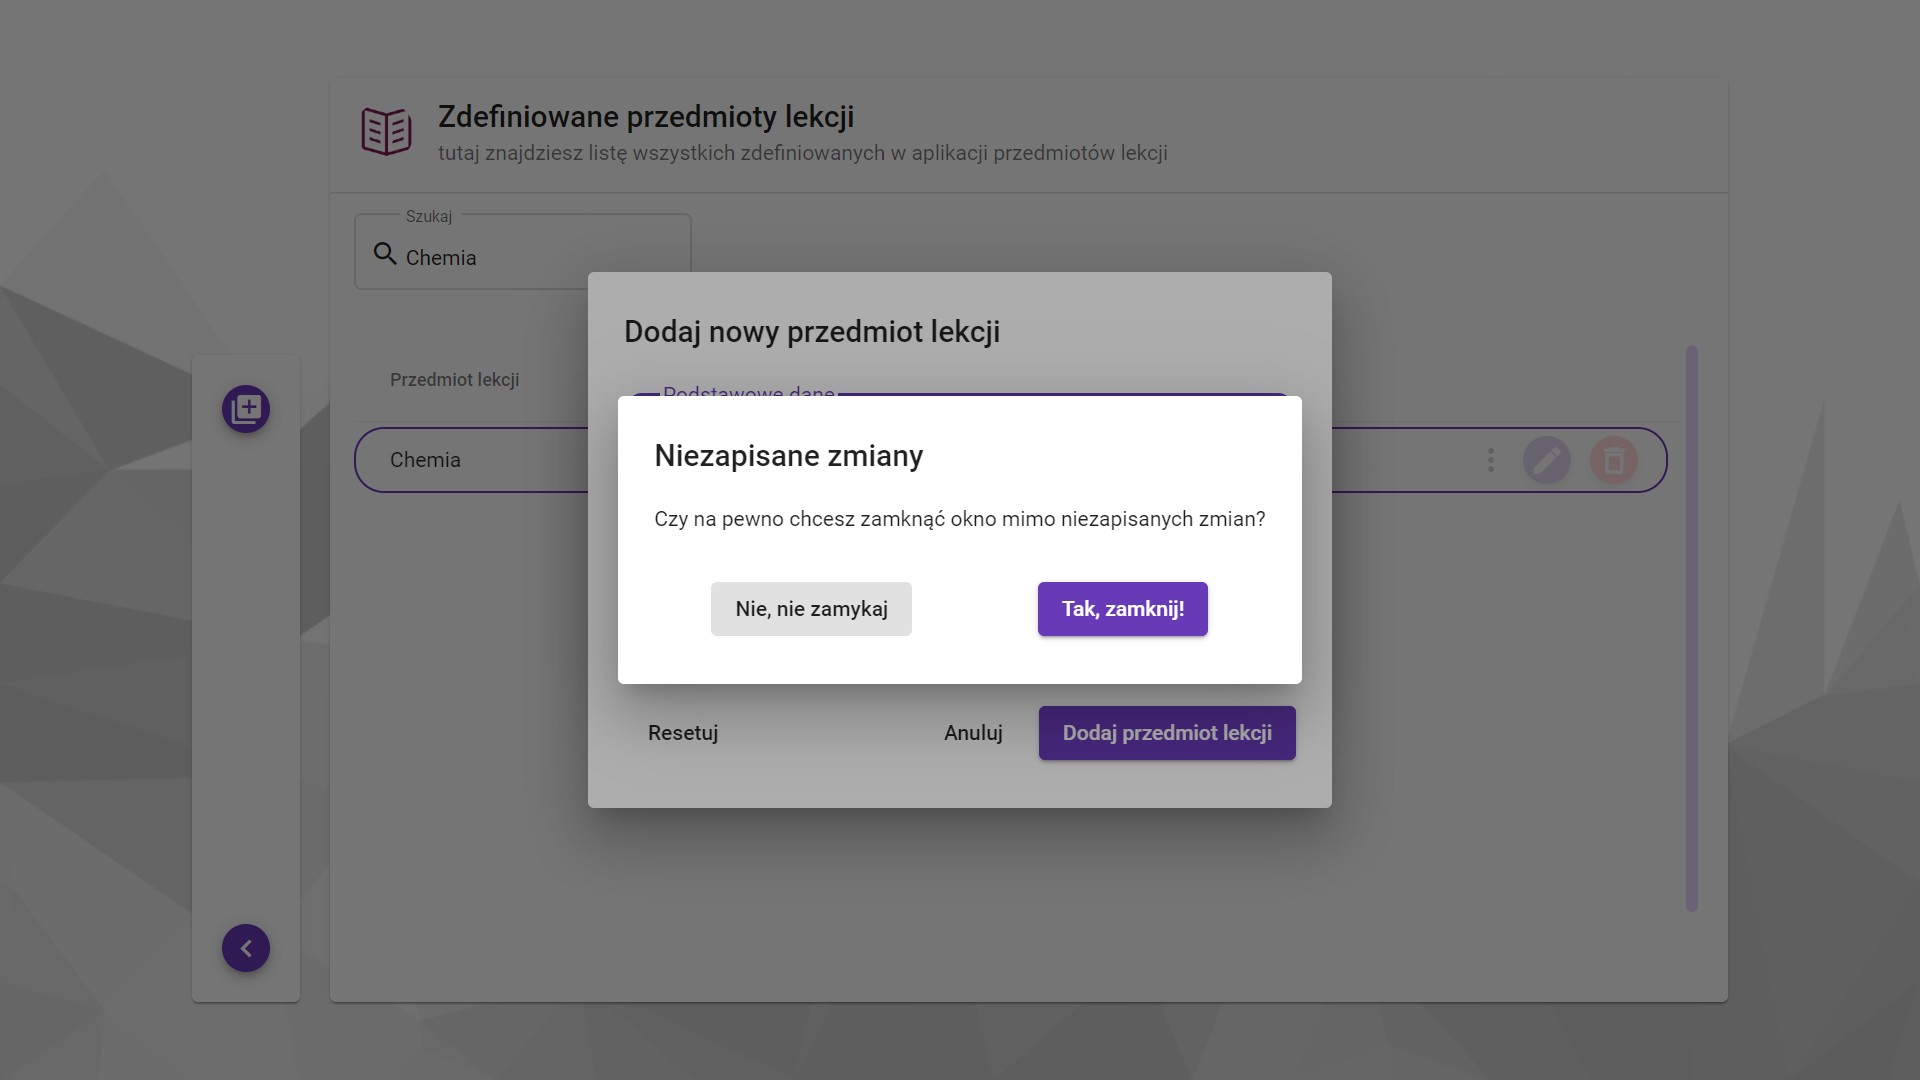 Zdefiniowane przedmioty lekcji
tutaj znajdziesz listę wszystkich zdefiniowanych w aplikacji przedmiotów lekcji
Szukaj
Chemia
Dodaj nowy przedmiot lekcji
Przedmiot lekcji
Podstawowe dane
Chemia
Niezapisane zmiany
Czy na pewno chcesz zamknąć okno mimo niezapisanych zmian?
Nie, nie zamykaj
Tak, zamknij!
Resetuj
Anuluj
Dodaj przedmiot lekcji